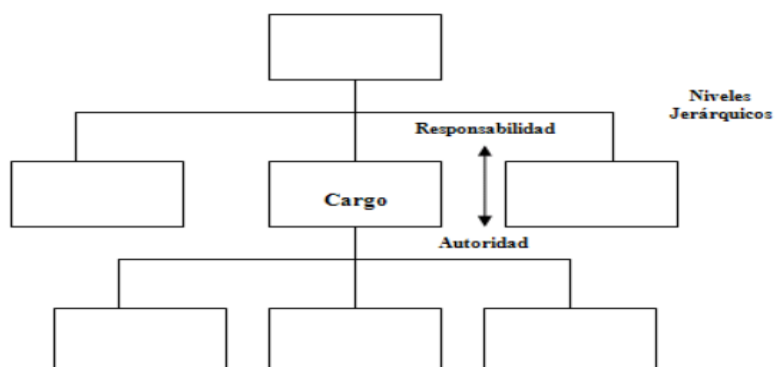 Niveles
Jerárquicos
Responsabilidad
Cargo
Autoridad